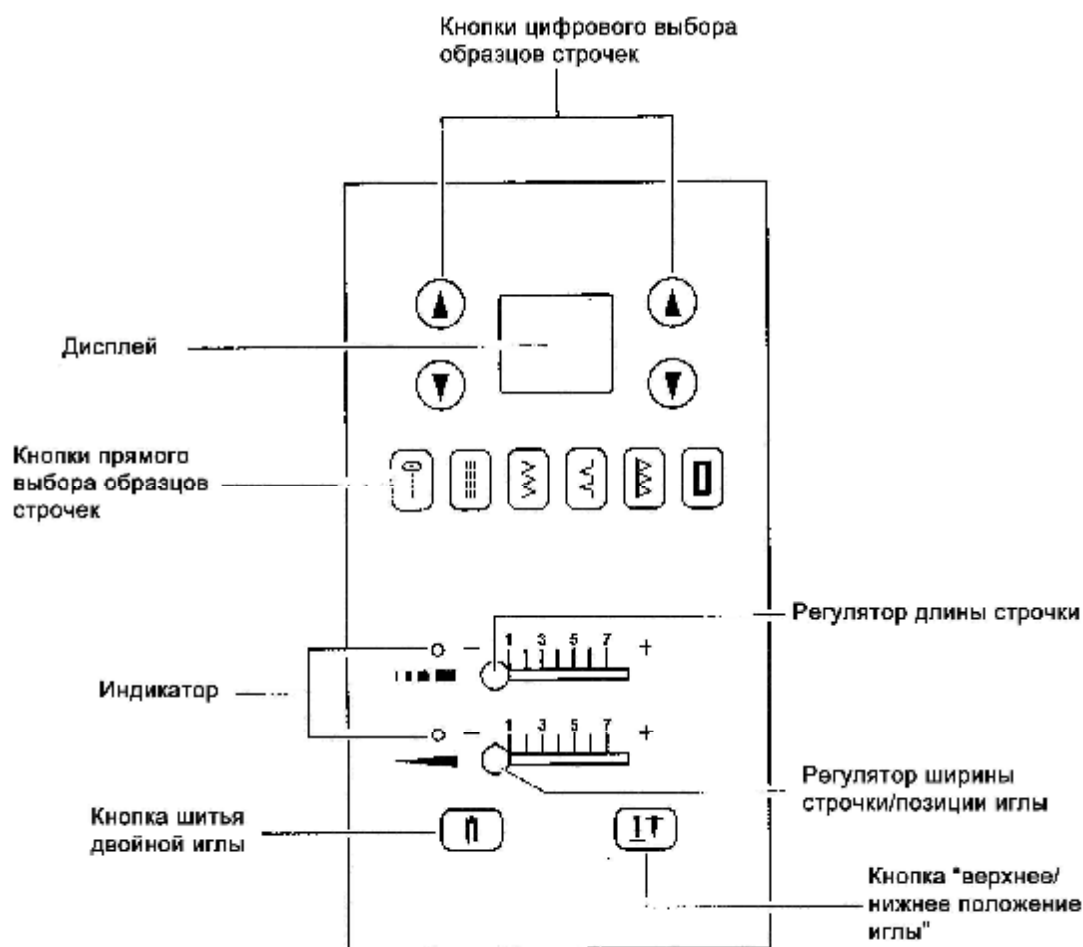 Кнопки цифрового выбора
образцов строчек
Дисплей
Кнопки прямого
выбора образцов
строчек
Регулятор длины строчки
1 3 5 7
− +
Индикатор
1 3 5 7
− +
Регулятор ширины
строчки/позиции иглы
Кнопка шитья
двойной иглы
Кнопка "верхнее/
нижнее положение
иглы"